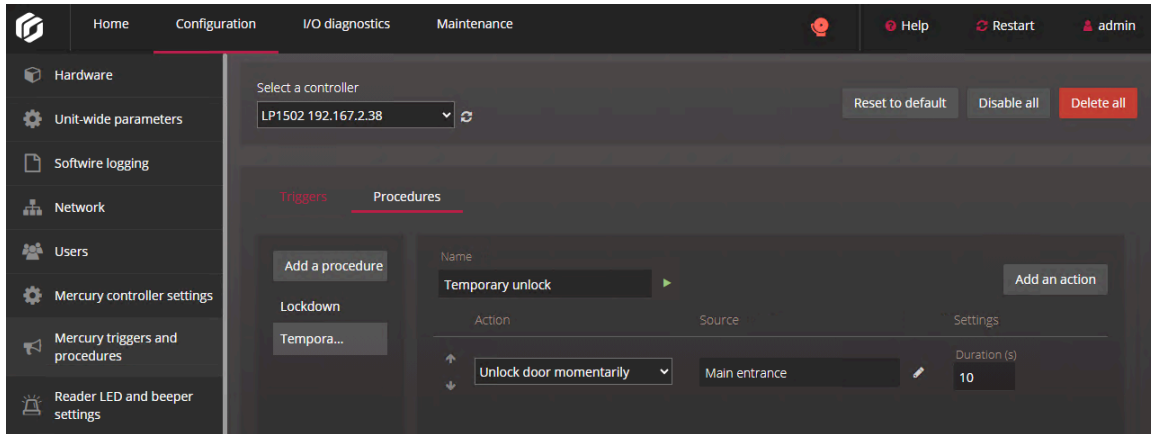 Home
Configuration
I/O diagnostics
Maintenance
Help
Restart
admin
Hardware
Unit-wide parameters
Softwire logging
Network
Users
Mercury controller settings
Mercury triggers and
procedures
Reader LED and beeper
settings
Select a controller
LP1502 192.167.2.38
Reset to default
Disable all
Delete all
Triggers
Procedures
Add a procedure
Lockdown
Tempora...
Name
Temporary unlock
Add an action
Action
Source
Settings
Unlock door momentarily
Main entrance
Duration (s)
10